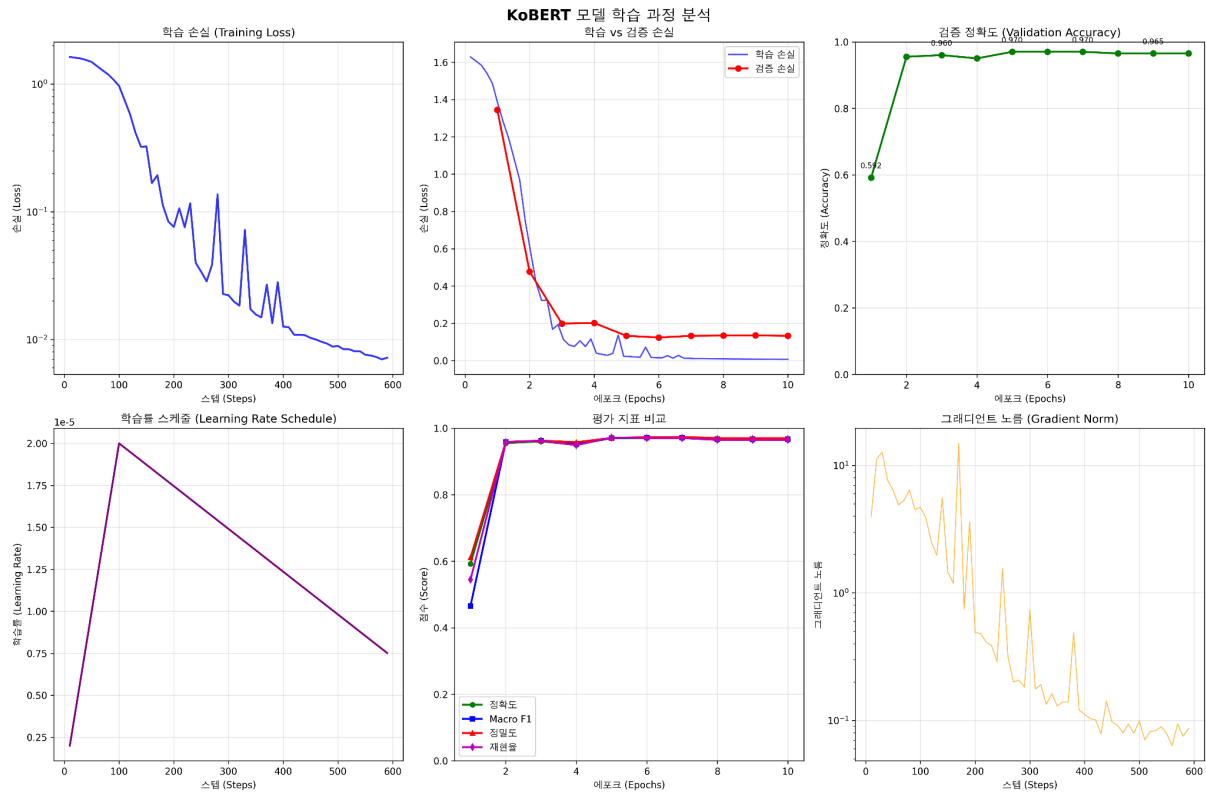 KoBERT 모델 학습 과정 분석
학습 손실 (Training Loss)
10⁰
10⁻¹
10⁻²
손실 (Loss)
0 100 200 300 400 500 600
스텝 (Steps)
학습 vs 검증 손실
학습 손실
검증 손실
1.6
1.4
1.2
1.0
0.8
0.6
0.4
0.2
0.0
손실 (Loss)
0 2 4 6 8 10
에포크 (Epochs)
검증 정확도 (Validation Accuracy)
0.592
0.960
0.970
0.970
0.965
1.0
0.8
0.6
0.4
0.2
0.0
정확도 (Accuracy)
2 4 6 8 10
에포크 (Epochs)
학습률 스케줄 (Learning Rate Schedule)
1e-5
2.00
1.75
1.50
1.25
1.00
0.75
0.50
0.25
학습률 (Learning Rate)
0 100 200 300 400 500 600
스텝 (Steps)
평가 지표 비교
1.0
0.8
0.6
0.4
0.2
0.0
점수 (Score)
정확도
Macro F1
정밀도
재현율
2 4 6 8 10
에포크 (Epochs)
그래디언트 노름 (Gradient Norm)
10¹
10⁰
10⁻¹
그래디언트 노름
0 100 200 300 400 500 600
스텝 (Steps)